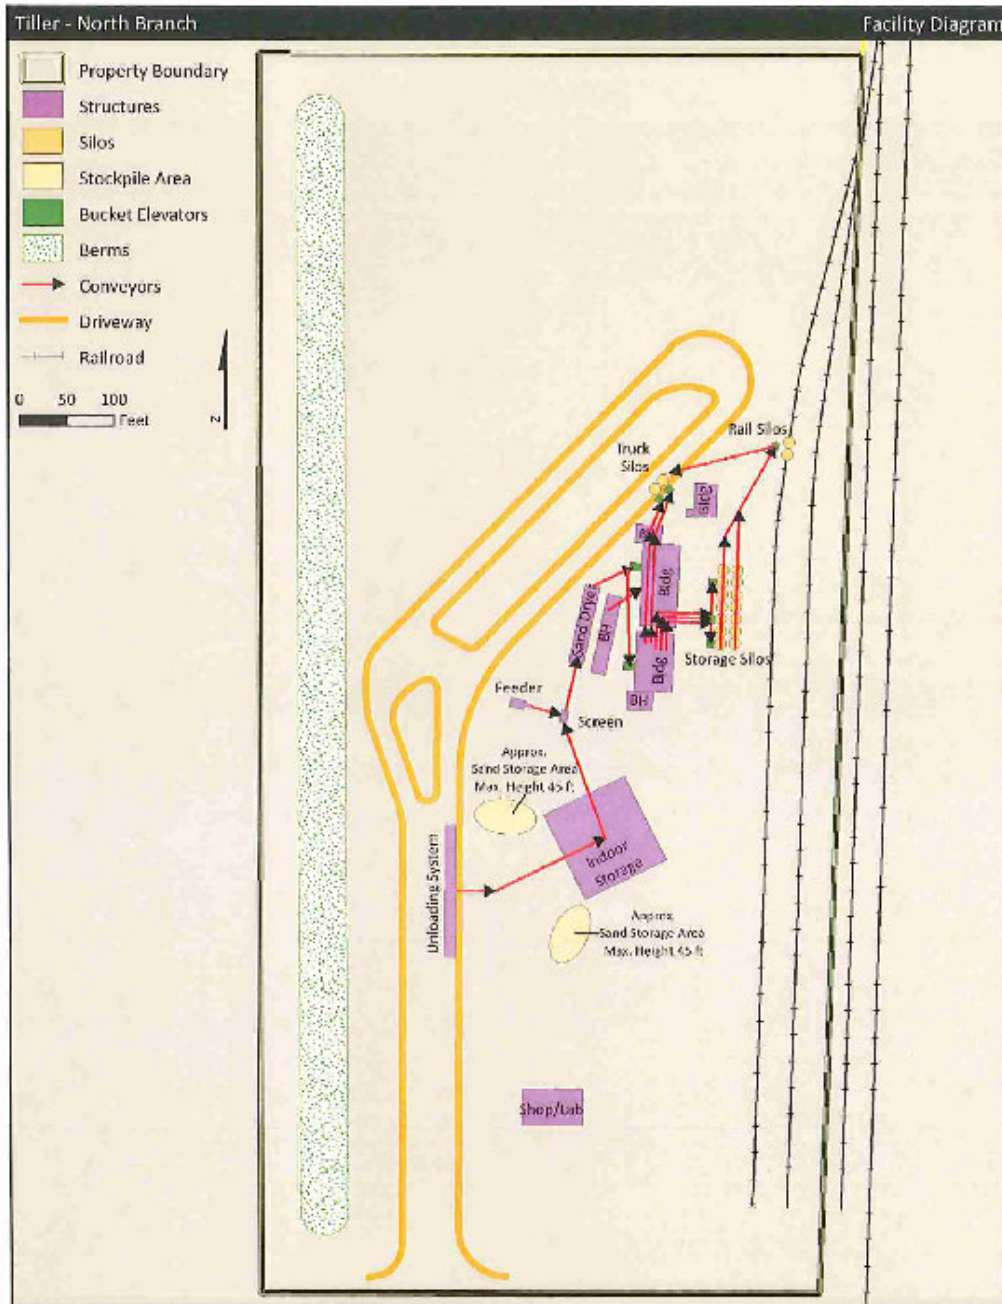 Tiller - North Branch
Facility Diagram
Property Boundary
Structures
Silos
Stockpile Area
Bucket Elevators
Berms
Conveyors
Driveway
Railroad
0 50 100
Feet
N
Rail Silos
Truck
Silos
Bldg
BH
Bldg
Sand Dryer
BH
Bldg
Storage Silos
BH
Feeder
Screen
Approx.
Sand Storage Area
Max. Height 45 ft
Indoor
Storage
Unloading System
Approx.
Sand Storage Area
Max. Height 45 ft
Shop/Lab